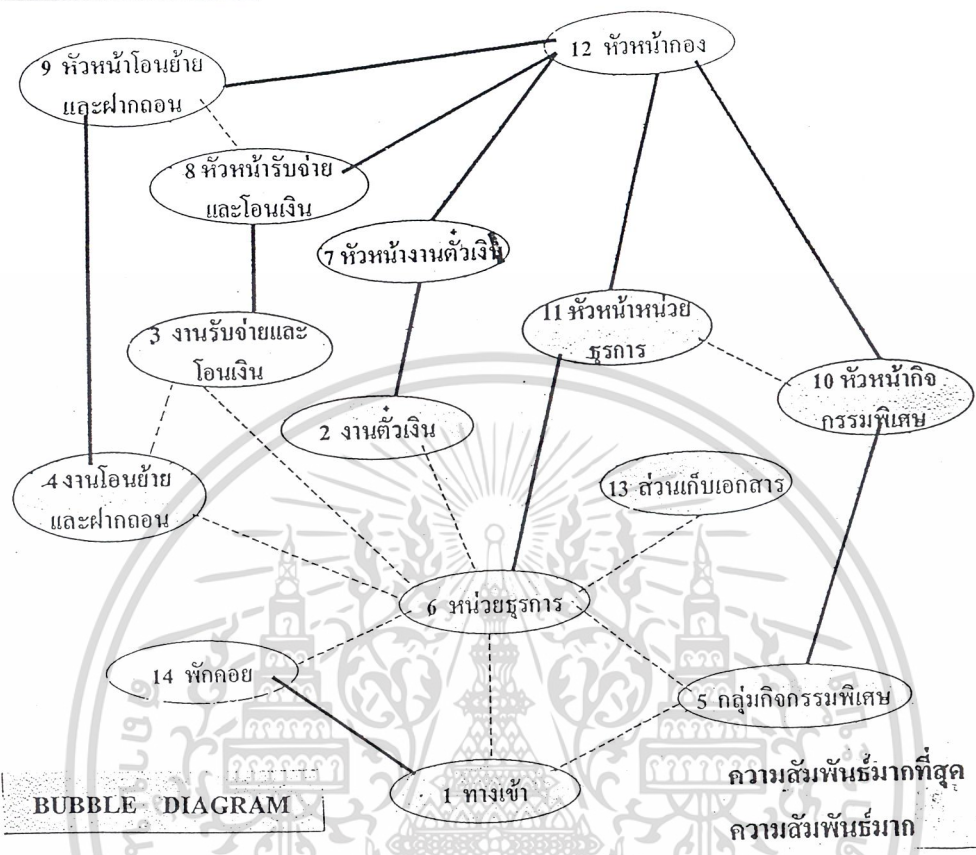 12 หัวหน้ากอง
9 หัวหน้าโอนย้าย
และฝากถอน
8 หัวหน้ารับจ่าย
และโอนเงิน
7 หัวหน้างานตั๋วเงิน
11 หัวหน้าหน่วย
ธุรการ
3 งานรับจ่ายและ
โอนเงิน
10 หัวหน้ากิจ
กรรมพิเศษ
2 งานตั๋วเงิน
4 งานโอนย้าย
และฝากถอน
13 ส่วนเก็บเอกสาร
6 หน่วยธุรการ
14 พักคอย
5 กลุ่มกิจกรรมพิเศษ
1 ทางเข้า
BUBBLE DIAGRAM
ความสัมพันธ์มากที่สุด
ความสัมพันธ์มาก